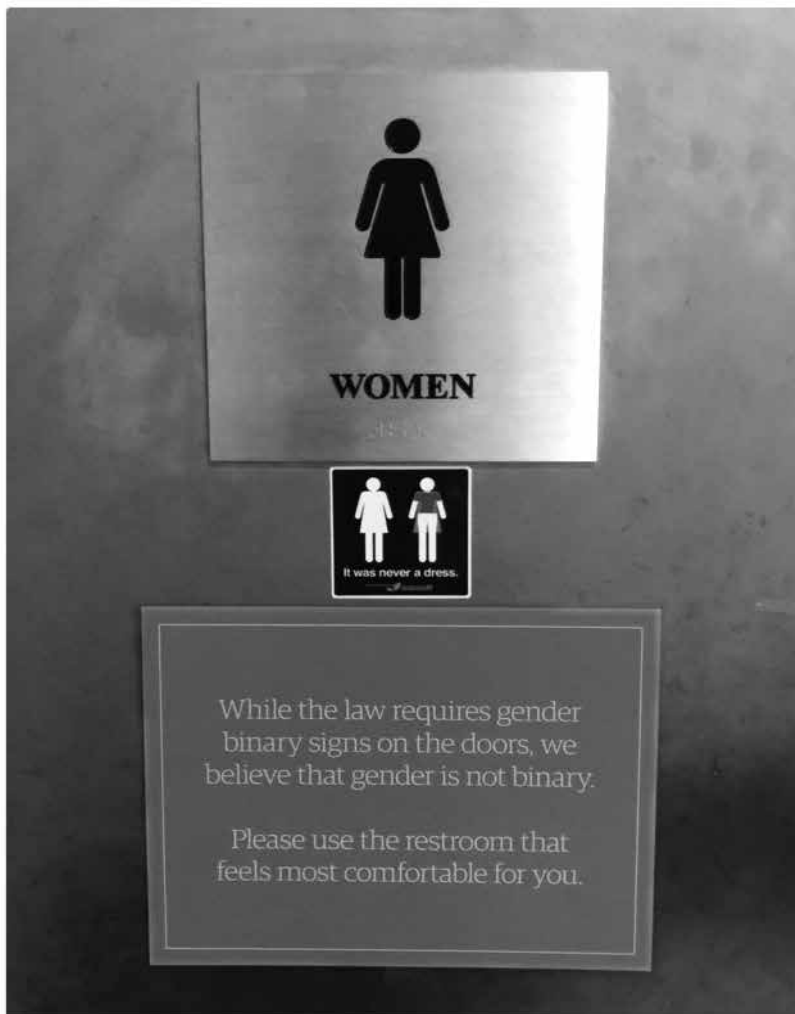 WOMEN
It was never a dress.
While the law requires gender
binary signs on the doors, we
believe that gender is not binary.
Please use the restroom that
feels most comfortable for you.